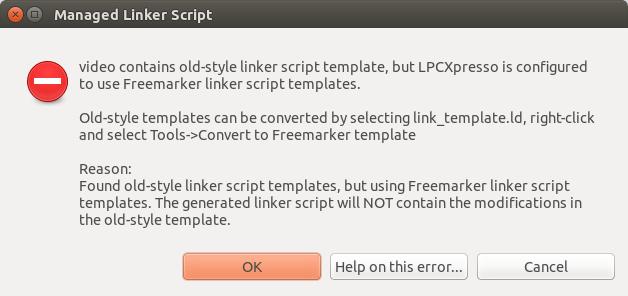 Managed Linker Script
video contains old-style linker script template, but LPCXpresso is configured
to use Freemarker linker script templates.
Old-style templates can be converted by selecting link_template.ld, right-click
and select Tools->Convert to Freemarker template
Reason:
Found old-style linker script templates, but using Freemarker linker script
templates. The generated linker script will NOT contain the modifications in
the old-style template.
OK
Help on this error...
Cancel